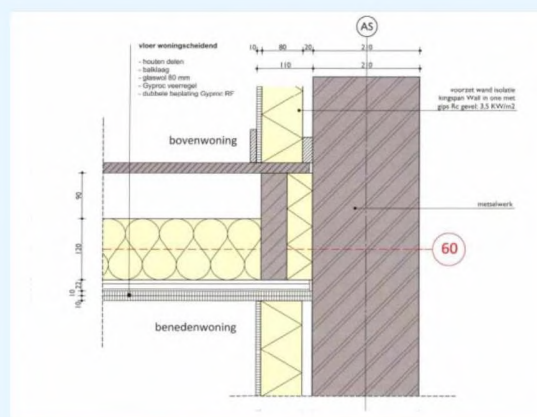 AS
10 80 20 210
110 210
vloer woningscheidend
- houten delen
- balklaag
- glaswol 80 mm
- Gyproc veerregel
- dubbele beplating Gyproc RF
voorzet wand isolatie
kingspan Wall in one met
gips Rc gevel: 3,5 KW/m2
bovenwoning
metselwerk
90
120
60
22
10
10
benedenwoning